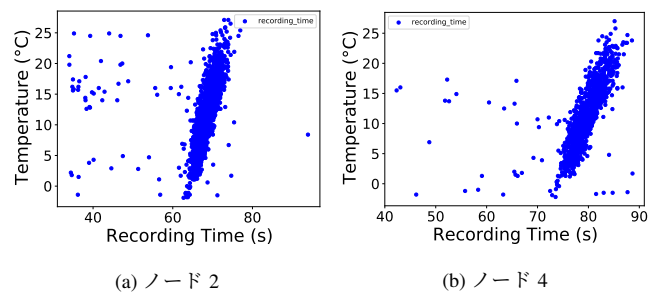 recording_time
25
20
15
10
5
0
Temperature (°C)
40
60
80
Recording Time (s)
(a) ノード 2
recording_time
25
20
15
10
5
0
Temperature (°C)
40
50
60
70
80
90
Recording Time (s)
(b) ノード 4